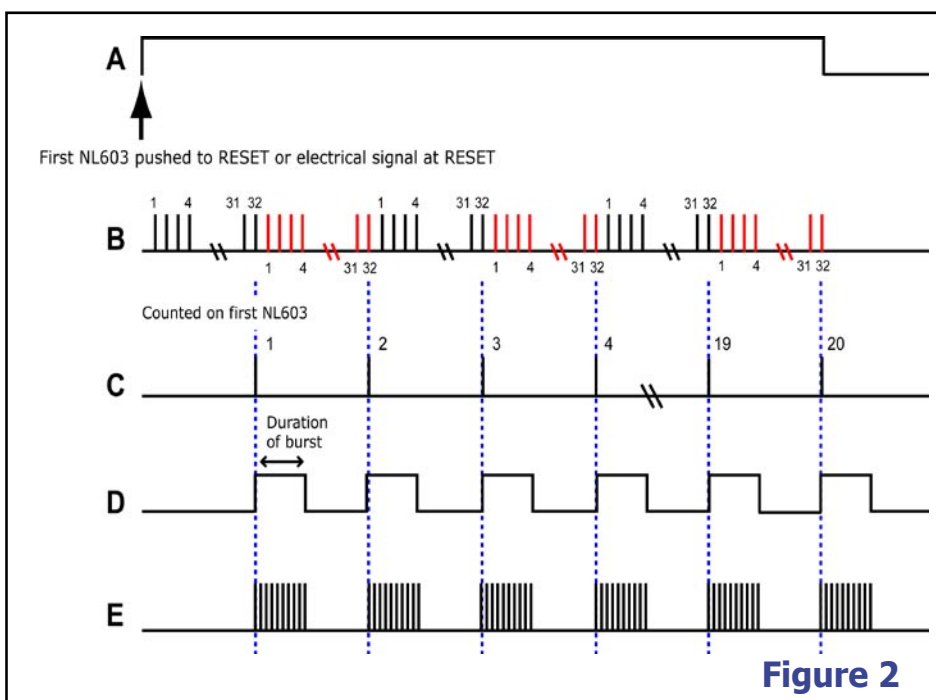 A
First NL603 pushed to RESET or electrical signal at RESET
1 4 31 32 1 4 31 32 1 4 31 32
B
1 4 31 32 1 4 31 32 1 4 31 32
Counted on first NL603
1 2 3 4 19 20
C
Duration
of burst
D
E
Figure 2